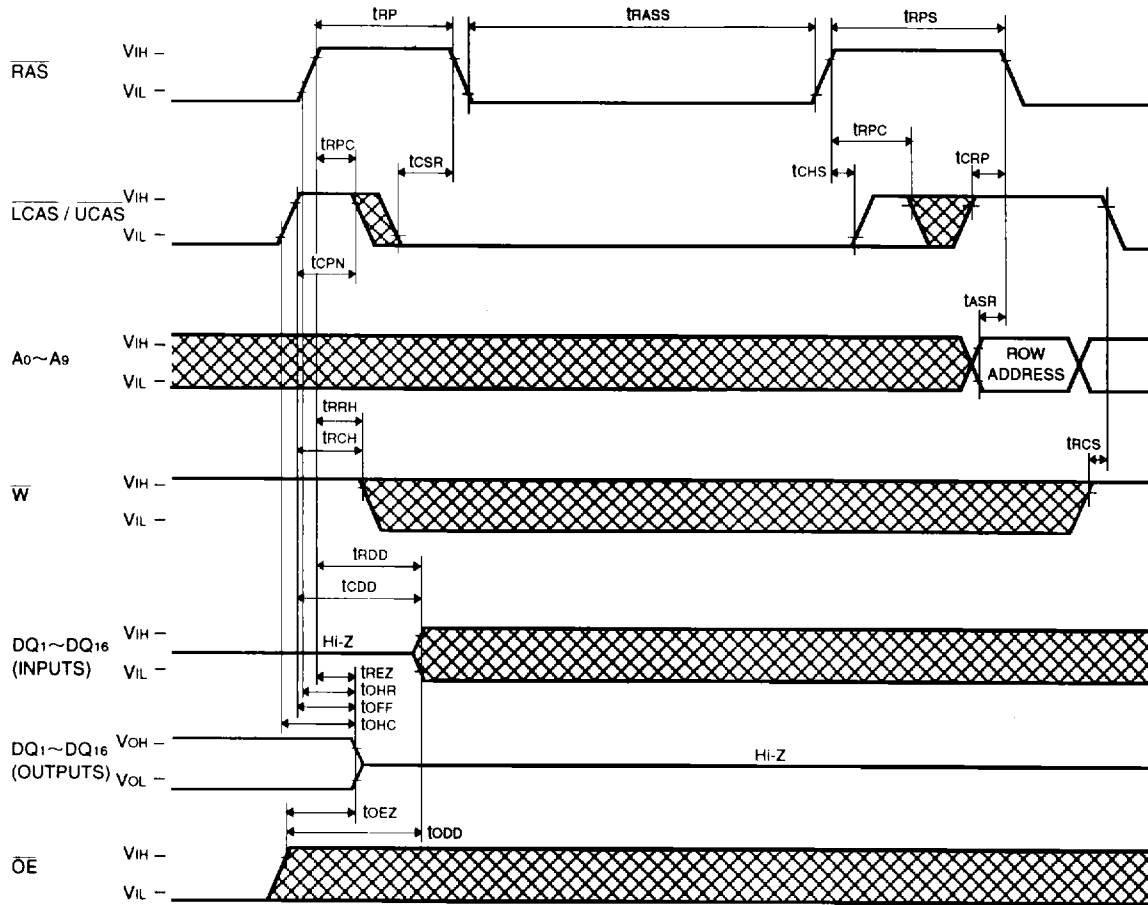 tRP tRASS tRPS
VIH
RAS
VIL
tRPC tCSR tRPC tCHS tCRP
VIH
LCAS / UCAS
VIL
tCPN
tASR
VIH
A0~A9
VIL
ROW
ADDRESS
tRRH
tRCH
tRCS
VIH
W
VIL
tRDD
tCDD
VIH
DQ1~DQ16
(INPUTS)
VIL
Hi-Z
tREZ
tOHR
tOFF
tOHC
VOH
DQ1~DQ16
(OUTPUTS)
VOL
Hi-Z
tOEZ
tODD
VIH
OE
VIL